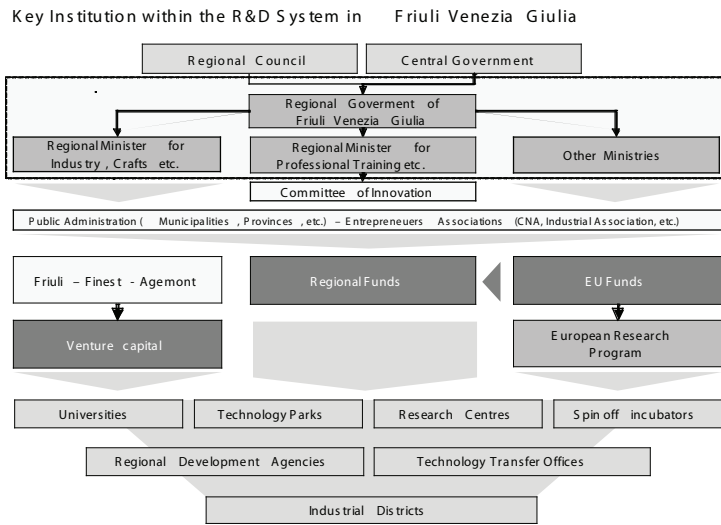 Key Institution within the R&D System in Friuli Venezia Giulia
Regional Council
Central Government
Regional Goverment of
Friuli Venezia Giulia
Regional Minister for
Industry , Crafts etc.
Regional Minister for
Professional Training etc.
Other Ministries
Committee of Innovation
Public Administration ( Municipalities , Provinces , etc.) – Entrepreneuers Associations (CNA, Industrial Association, etc.)
Friuli – Finest - Agemont
Regional Funds
EU Funds
Venture capital
European Research
Program
Universities
Technology Parks
Research Centres
Spin off incubators
Regional Development Agencies
Technology Transfer Offices
Industrial Districts